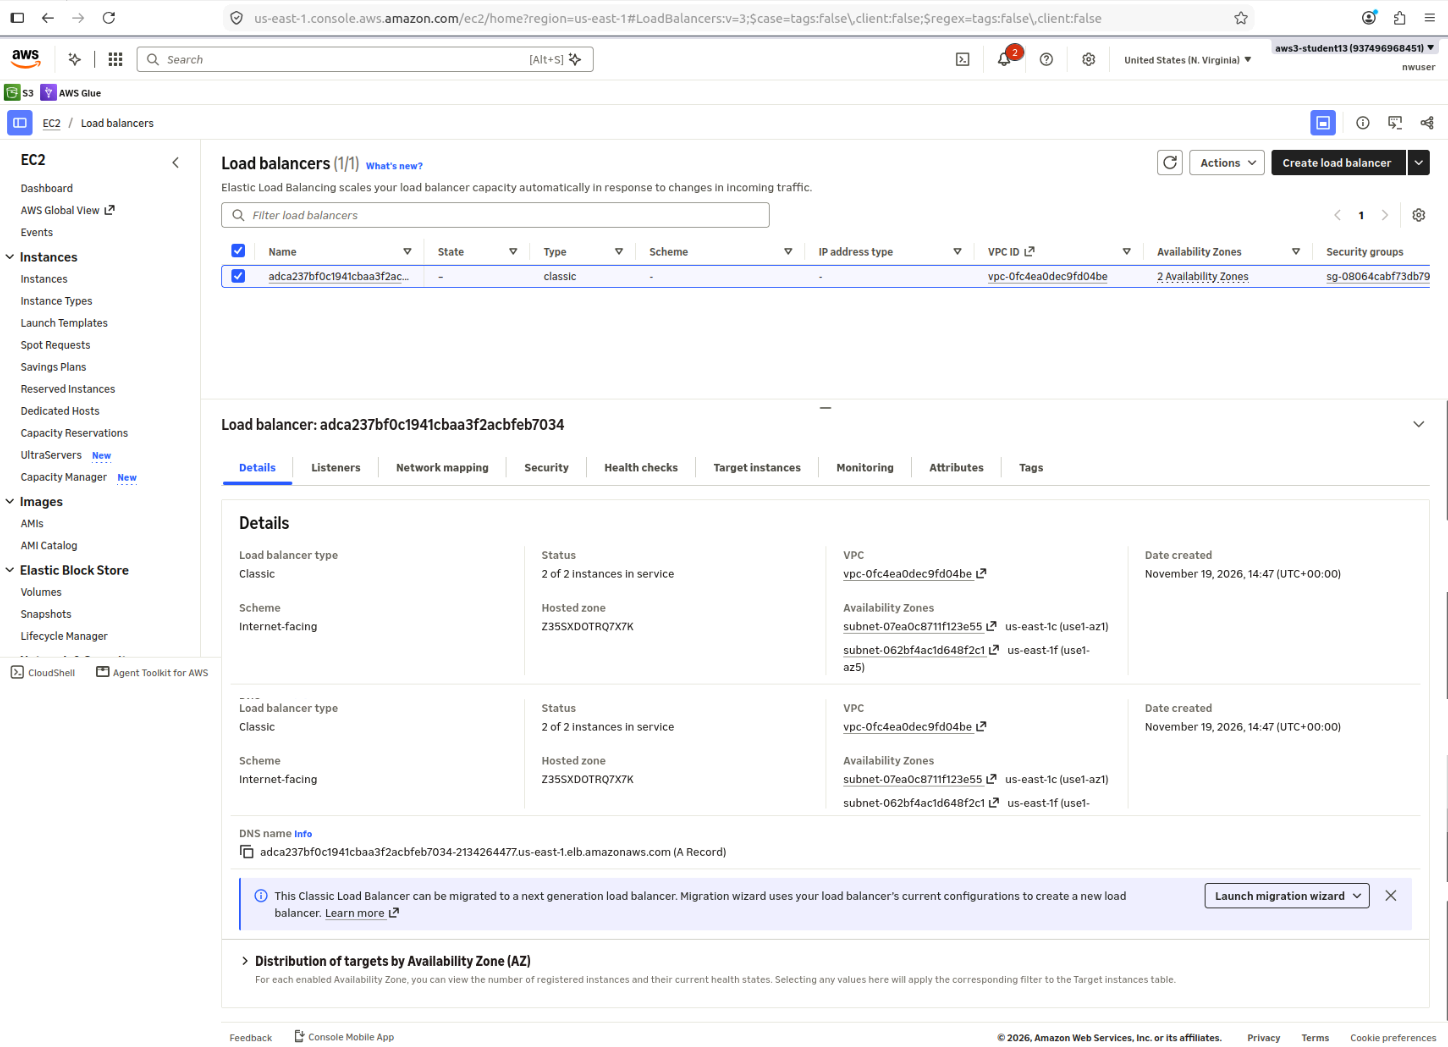 us-east-1.console.aws.amazon.com/ec2/home?region=us-east-1#LoadBalancers:v=3;$case=tags:false\,client:false;$regex=tags:false\,client:false
aws
Search [Alt+S]
2
United States (N. Virginia) ▼
aws3-student13 (937496968451) ▼
nwuser
S3 AWS Glue
EC2 / Load balancers
EC2
Dashboard
AWS Global View
Events
Instances
Instances
Instance Types
Launch Templates
Spot Requests
Savings Plans
Reserved Instances
Dedicated Hosts
Capacity Reservations
UltraServers New
Capacity Manager New
Images
AMIs
AMI Catalog
Elastic Block Store
Volumes
Snapshots
Lifecycle Manager
CloudShell Agent Toolkit for AWS
Load balancers (1/1) What's new?
Actions Create load balancer
Elastic Load Balancing scales your load balancer capacity automatically in response to changes in incoming traffic.
Filter load balancers
1
Name State Type Scheme IP address type VPC ID Availability Zones Security groups
adca237bf0c1941cbaa3f2ac... – classic - - vpc-0fc4ea0dec9fd04be 2 Availability Zones sg-08064cabf73db79
Load balancer: adca237bf0c1941cbaa3f2acbfeb7034
Details Listeners Network mapping Security Health checks Target instances Monitoring Attributes Tags
Details
Load balancer type Status VPC Date created
Classic 2 of 2 instances in service vpc-0fc4ea0dec9fd04be November 19, 2026, 14:47 (UTC+00:00)
Scheme Hosted zone Availability Zones
Internet-facing Z35SXDOTRQ7X7K subnet-07ea0c8711f123e55 us-east-1c (use1-az1)
subnet-062bf4ac1d648f2c1 us-east-1f (use1-
az5)
Load balancer type Status VPC Date created
Classic 2 of 2 instances in service vpc-0fc4ea0dec9fd04be November 19, 2026, 14:47 (UTC+00:00)
Scheme Hosted zone Availability Zones
Internet-facing Z35SXDOTRQ7X7K subnet-07ea0c8711f123e55 us-east-1c (use1-az1)
subnet-062bf4ac1d648f2c1 us-east-1f (use1-
DNS name Info
adca237bf0c1941cbaa3f2acbfeb7034-2134264477.us-east-1.elb.amazonaws.com (A Record)
This Classic Load Balancer can be migrated to a next generation load balancer. Migration wizard uses your load balancer's current configurations to create a new load
balancer. Learn more
Launch migration wizard
Distribution of targets by Availability Zone (AZ)
For each enabled Availability Zone, you can view the number of registered instances and their current health states. Selecting any values here will apply the corresponding filter to the Target instances table.
Feedback Console Mobile App © 2026, Amazon Web Services, Inc. or its affiliates. Privacy Terms Cookie preferences